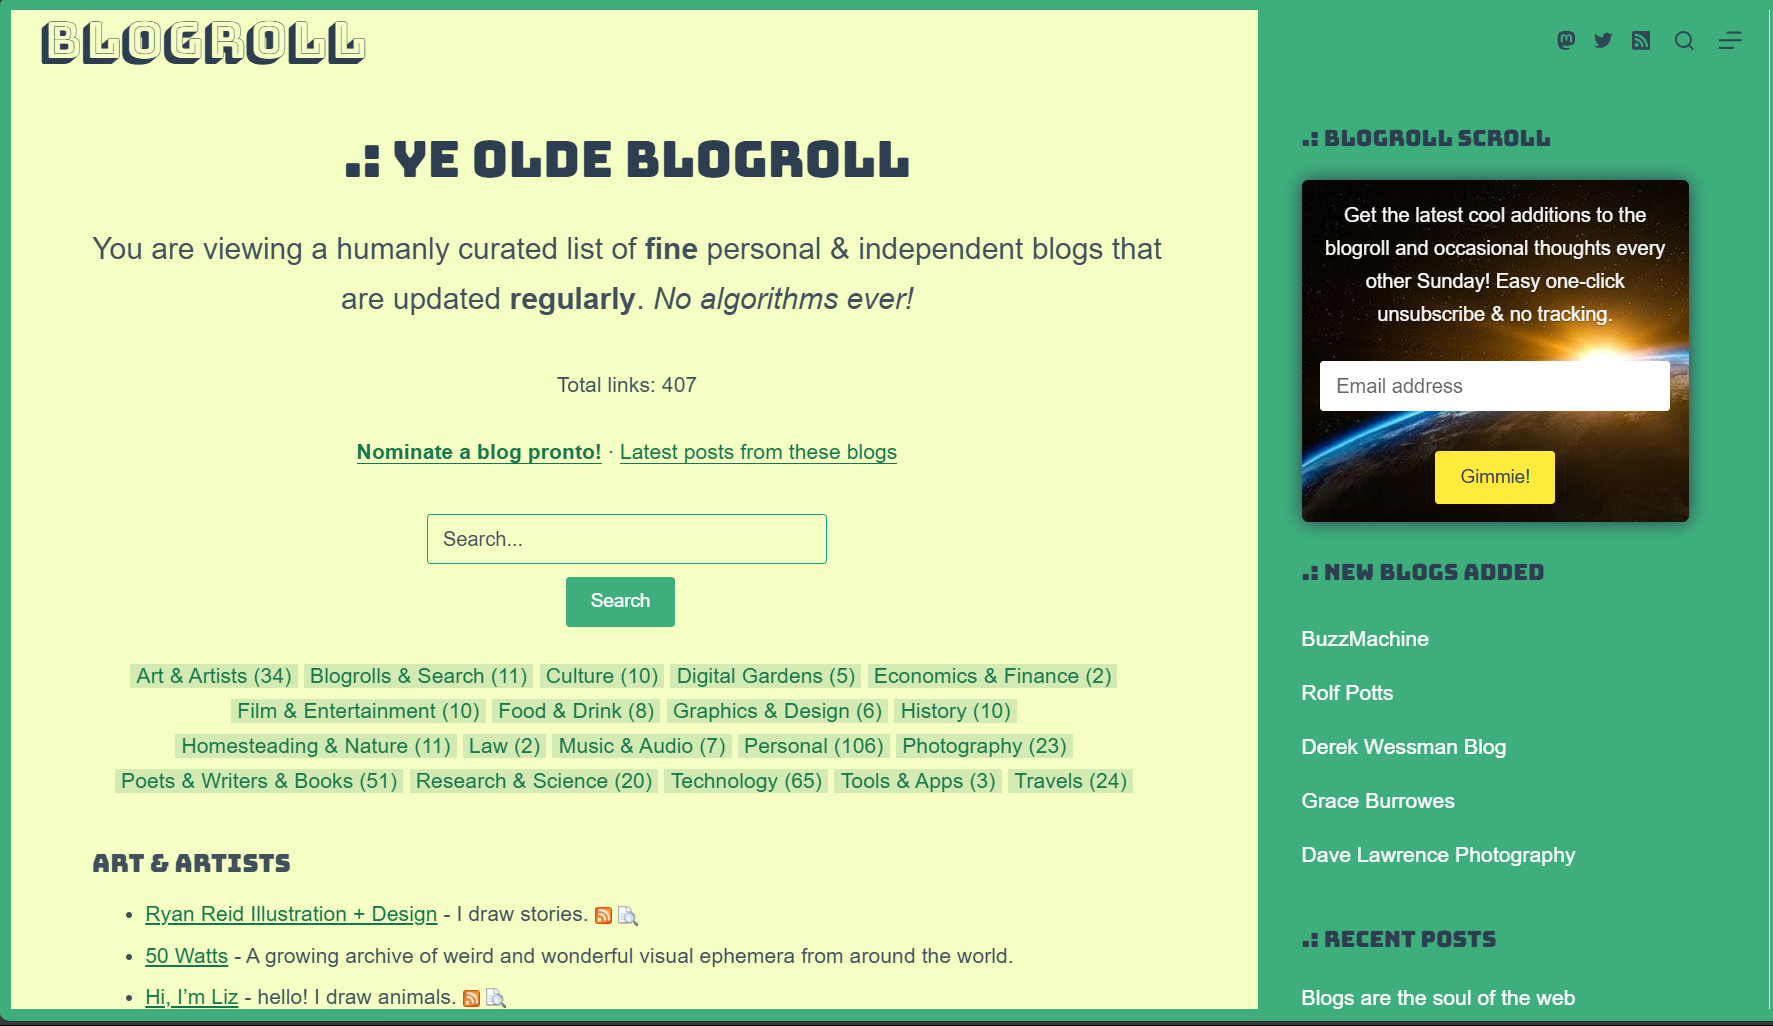 BLOGROLL
.: YE OLDE BLOGROLL
You are viewing a humanly curated list of fine personal & independent blogs that
are updated regularly. No algorithms ever!
Total links: 407
Nominate a blog pronto! · Latest posts from these blogs
Search...
Search
Art & Artists (34) Blogrolls & Search (11) Culture (10) Digital Gardens (5) Economics & Finance (2)
Film & Entertainment (10) Food & Drink (8) Graphics & Design (6) History (10)
Homesteading & Nature (11) Law (2) Music & Audio (7) Personal (106) Photography (23)
Poets & Writers & Books (51) Research & Science (20) Technology (65) Tools & Apps (3) Travels (24)
ART & ARTISTS
• Ryan Reid Illustration + Design - I draw stories.
• 50 Watts - A growing archive of weird and wonderful visual ephemera from around the world.
• Hi, I’m Liz - hello! I draw animals.
.: BLOGROLL SCROLL
Get the latest cool additions to the
blogroll and occasional thoughts every
other Sunday! Easy one-click
unsubscribe & no tracking.
Email address
Gimmie!
.: NEW BLOGS ADDED
BuzzMachine
Rolf Potts
Derek Wessman Blog
Grace Burrowes
Dave Lawrence Photography
.: RECENT POSTS
Blogs are the soul of the web